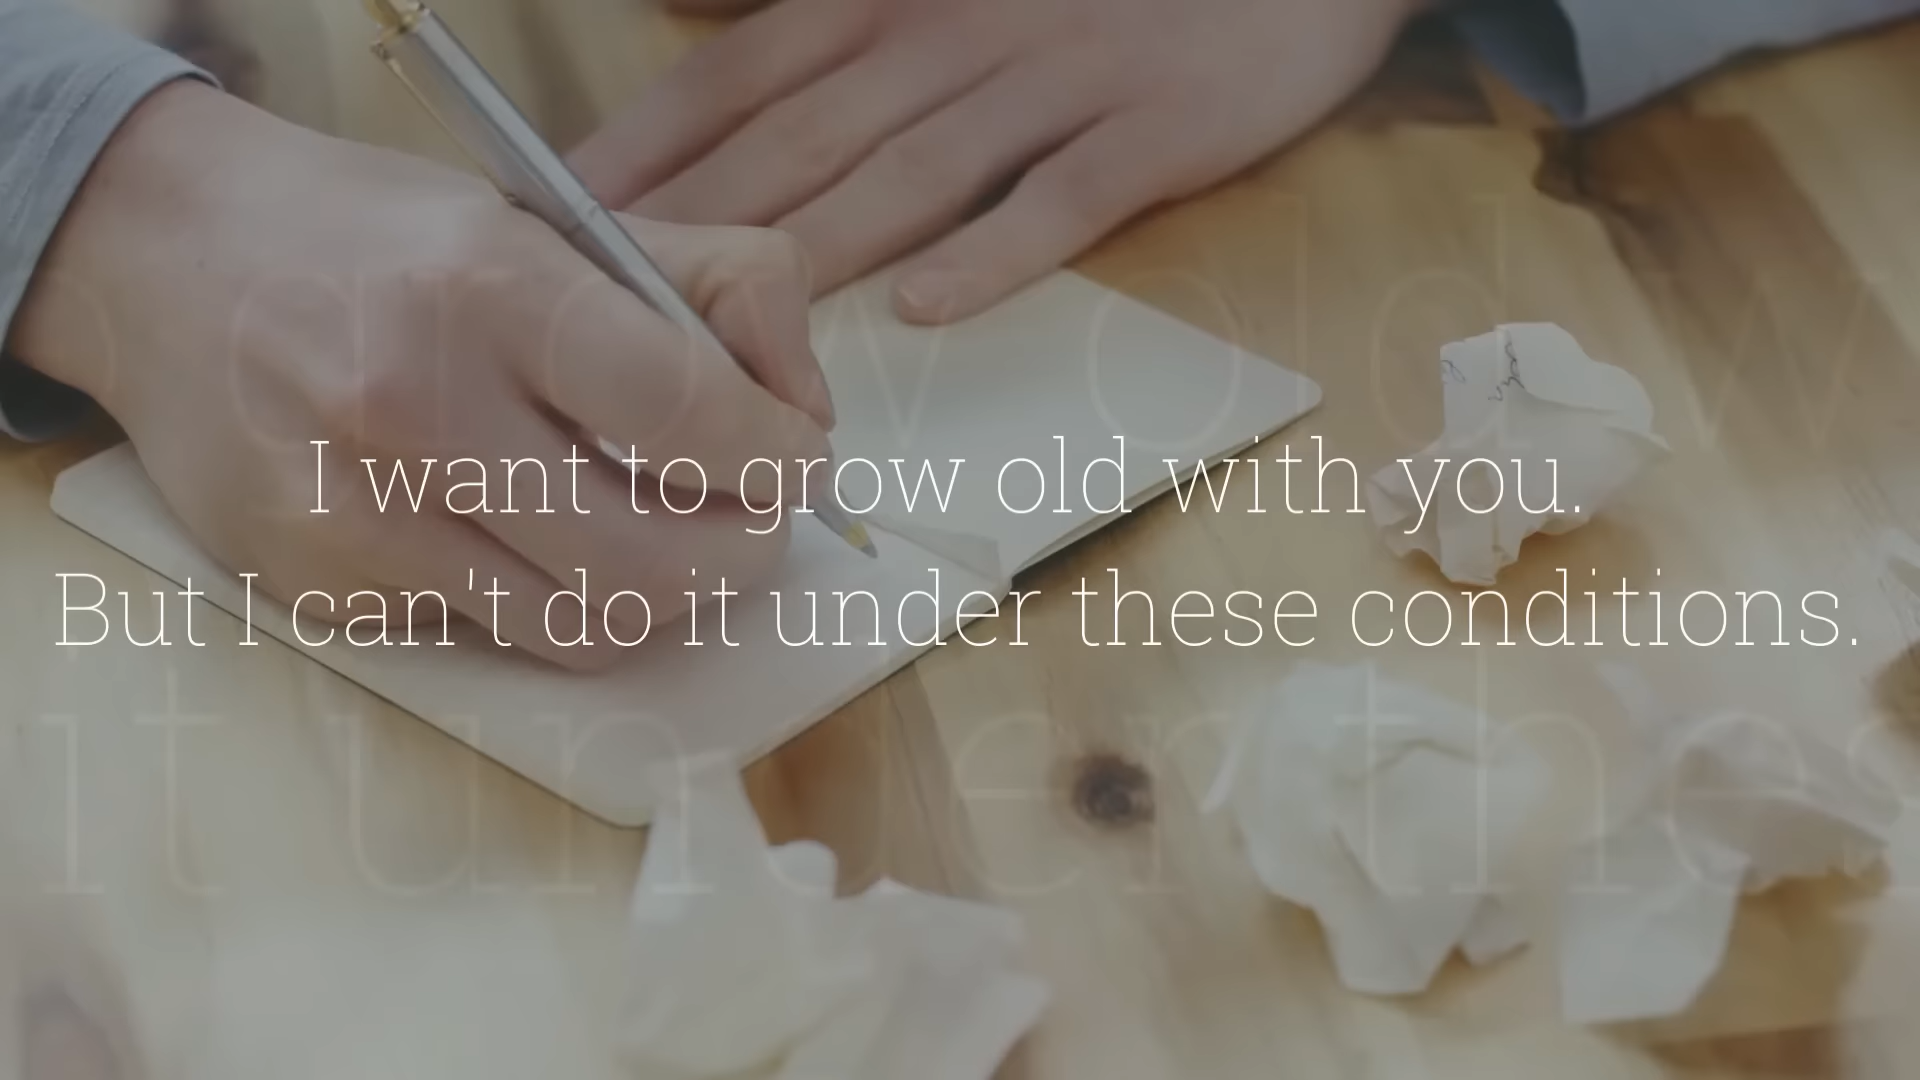 I want to grow old with you.
But I can't do it under these conditions.